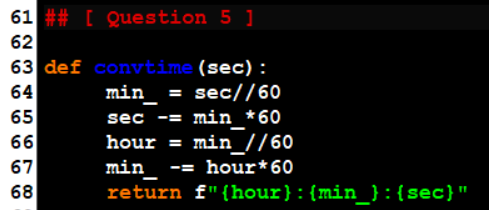 61 ## [ Question 5 ]
62
63 def convtime(sec):
64     min_ = sec//60
65     sec -= min_*60
66     hour = min_//60
67     min_ -= hour*60
68     return f"{hour}:{min_}:{sec}"